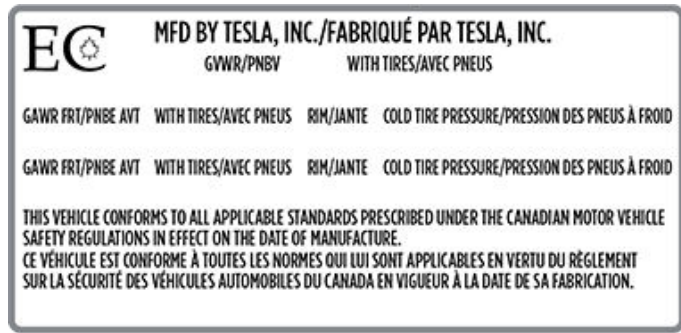 EC MFD BY TESLA, INC./FABRIQUÉ PAR TESLA, INC.
GVWR/PNBV WITH TIRES/AVEC PNEUS
GAWR FRT/PNBE AVT WITH TIRES/AVEC PNEUS RIM/JANTE COLD TIRE PRESSURE/PRESSION DES PNEUS À FROID
GAWR FRT/PNBE AVT WITH TIRES/AVEC PNEUS RIM/JANTE COLD TIRE PRESSURE/PRESSION DES PNEUS À FROID
THIS VEHICLE CONFORMS TO ALL APPLICABLE STANDARDS PRESCRIBED UNDER THE CANADIAN MOTOR VEHICLE
SAFETY REGULATIONS IN EFFECT ON THE DATE OF MANUFACTURE.
CE VÉHICULE EST CONFORME À TOUTES LES NORMES QUI LUI SONT APPLICABLES EN VERTU DU RÈGLEMENT
SUR LA SÉCURITÉ DES VÉHICULES AUTOMOBILES DU CANADA EN VIGUEUR À LA DATE DE SA FABRICATION.